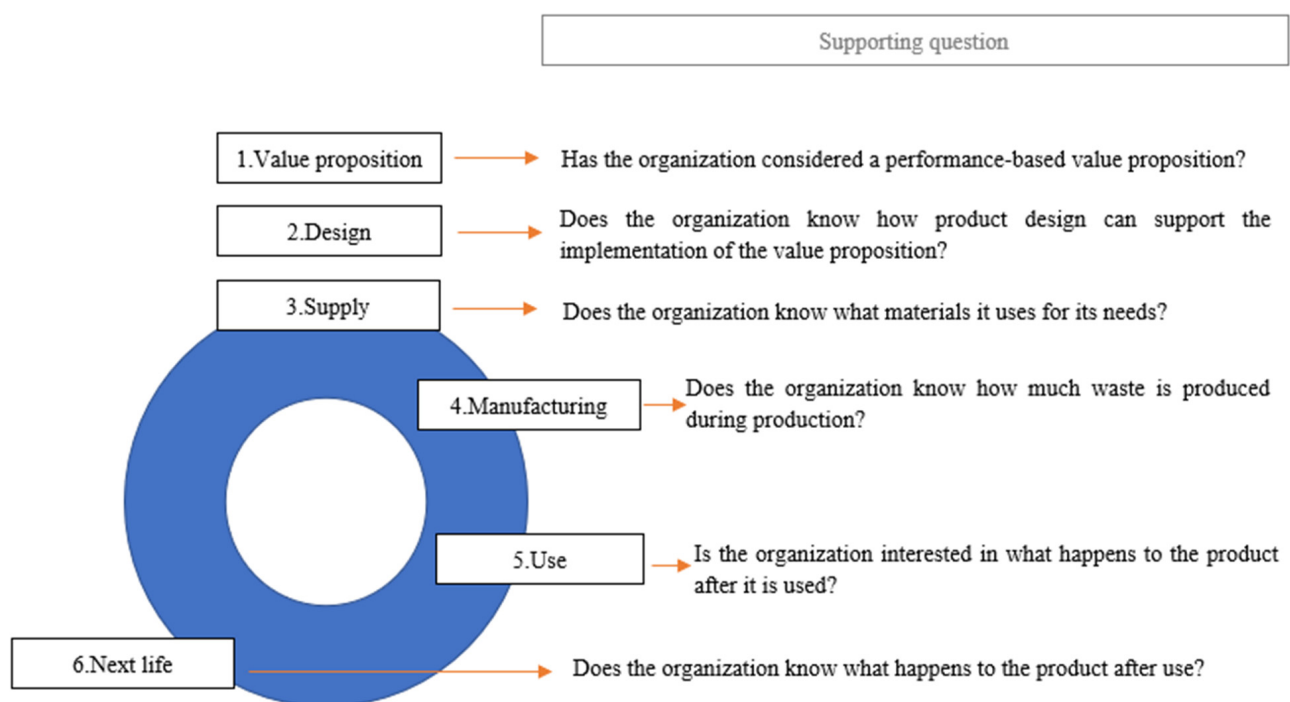 Supporting question
1.Value proposition
Has the organization considered a performance-based value proposition?
2.Design
Does the organization know how product design can support the
implementation of the value proposition?
3.Supply
Does the organization know what materials it uses for its needs?
4.Manufacturing
Does the organization know how much waste is produced
during production?
5.Use
Is the organization interested in what happens to the product
after it is used?
6.Next life
Does the organization know what happens to the product after use?